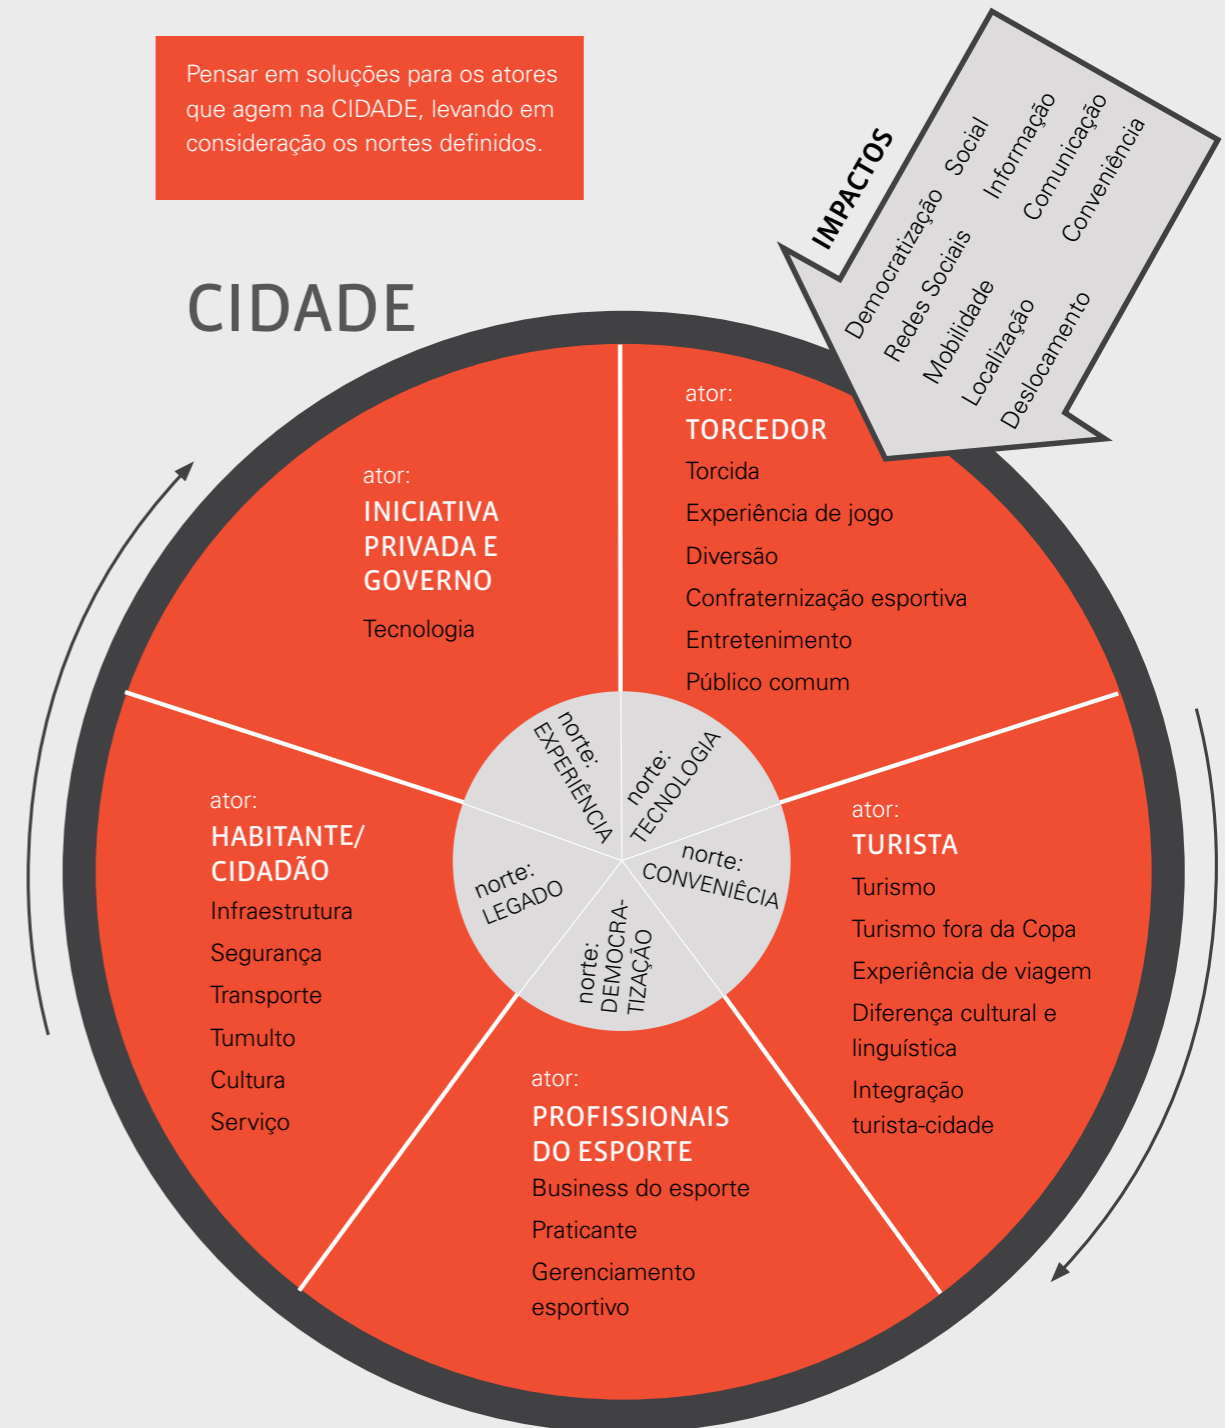 Pensar em soluções para os atores
que agem na CIDADE, levando em
consideração os nortes definidos.
IMPACTOS
Democratização Social
Redes Sociais
Informação
Mobilidade
Comunicação
Localização
Conveniência
Deslocamento
CIDADE
ator:
TORCEDOR
Torcida
Experiência de jogo
Diversão
Confraternização esportiva
Entretenimento
Público comum
ator:
INICIATIVA
PRIVADA E
GOVERNO
Tecnologia
ator:
HABITANTE/
CIDADÃO
Infraestrutura
Segurança
Transporte
Tumulto
Cultura
Serviço
ator:
TURISTA
Turismo
Turismo fora da Copa
Experiência de viagem
Diferença cultural e
linguística
Integração
turista-cidade
ator:
PROFISSIONAIS
DO ESPORTE
Business do esporte
Praticante
Gerenciamento
esportivo
norte:
EXPERIÊNCIA
norte:
TECNOLOGIA
norte:
CONVENIÊCIA
norte:
DEMOCRA-
TIZAÇÃO
norte:
LEGADO